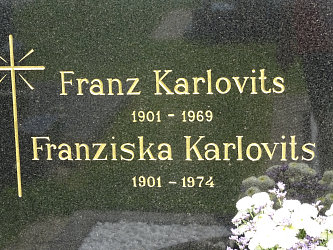 Franz Karlovits
1901 - 1969
Franziska Karlovits
1901 - 1974